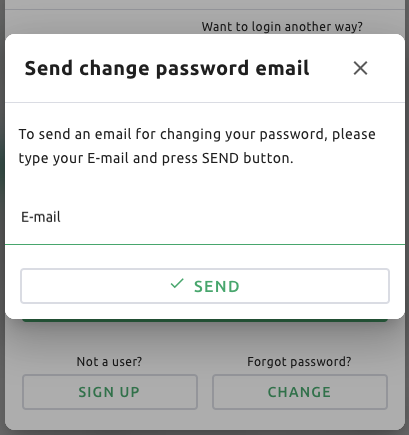 Want to login another way?
Send change password email
To send an email for changing your password, please
type your E-mail and press SEND button.
E-mail
SEND
Not a user?
Forgot password?
SIGN UP
CHANGE